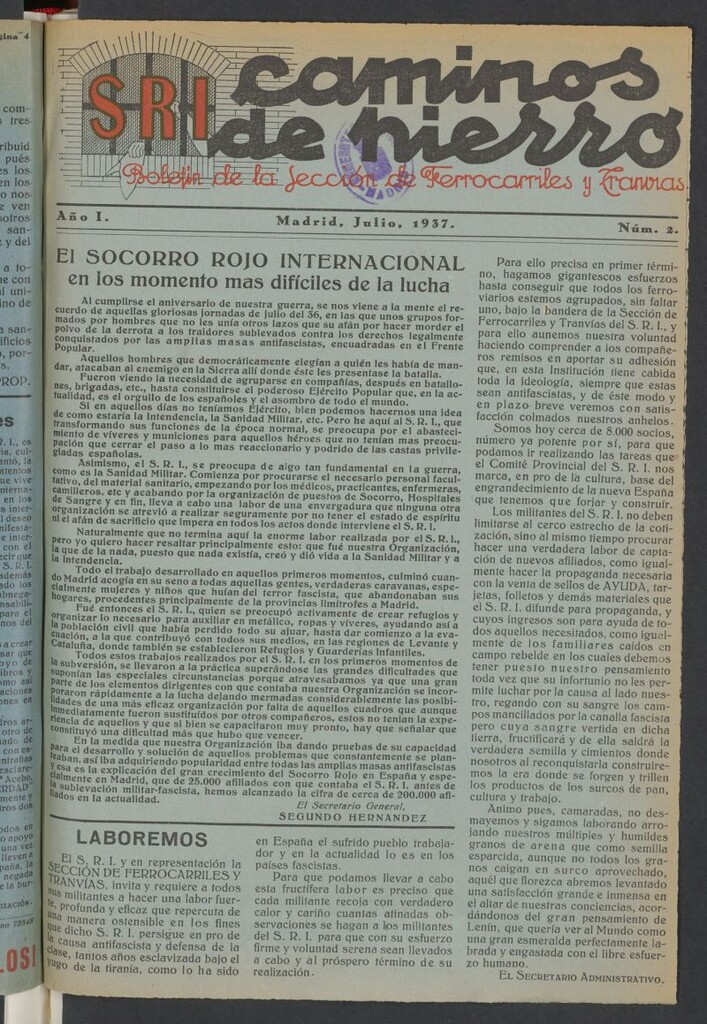 SRI
caminos
de hierro
Boletín de la Sección de Ferrocarriles y Tranvías
Año I.
Madrid, Julio, 1937.
Núm. 2.
El SOCORRO ROJO INTERNACIONAL
en los momento mas difíciles de la lucha
Al cumplirse el aniversario de nuestra guerra, se nos viene a la mente el re-
cuerdo de aquellas gloriosas jornadas de julio del 36, en las que unos grupos for-
mados por hombres que no les unía otros lazos que su afán por hacer morder el
polvo de la derrota a los traidores sublevados contra los derechos legalmente
conquistados por las amplias masas antifascistas, encuadradas en el Frente
Popular.
Aquellos hombres que democráticamente elegían a quién les había de man-
dar, atacaban al enemigo en la Sierra allí donde éste les presentase la batalla.
Fueron viendo la necesidad de agruparse en compañías, después en batallo-
nes, brigadas, etc., hasta constituirse el poderoso Ejército Popular que, en la ac-
tualidad, es el orgullo de los españoles y el asombro de todo el mundo.
Si en aquellos días no teníamos Ejército, bien podemos hacernos una idea
de como estaría la Intendencia, la Sanidad Militar, etc. Pero he aquí al S. R. I., que
transformando sus funciones de la época normal, se preocupa por el abasteci-
miento de víveres y municiones para aquellos héroes que no tenían mas preocu-
pación que cerrar el paso a lo mas reaccionario y podrido de las castas privile-
giadas españolas.
Asimismo, el S. R. I., se preocupa de algo tan fundamental en la guerra,
como es la Sanidad Militar. Comienza por procurarse el necesario personal facul-
tativo, del material sanitario, empezando por los médicos, practicantes, enfermeras,
camilleros, etc y acabando por la organización de puestos de Socorro, Hospitales
de Sangre y en fin, lleva a cabo una labor de una envergadura que ninguna otra
organización se atrevió a realizar seguramente por no tener el estado de espíritu
ni el afán de sacrificio que impera en todos los actos donde interviene el S. R. I.
Naturalmente que no termina aquí la enorme labor realizada por el S. R. I.,
pero yo quiero hacer resaltar principalmente esto: que fué nuestra Organización,
la que de la nada, puesto que nada existía, creó y dió vida a la Sanidad Militar y a
la Intendencia.
Todo el trabajo desarrollado en aquellos primeros momentos, culminó cuan-
do Madrid acogía en su seno a todas aquellas gentes, verdaderas caravanas, espe-
cialmente mujeres y niños que huían del terror fascista, que abandonaban sus
hogares, procedentes principalmente de la provincias limítrofes a Madrid.
Fué entonces el S. R. I., quien se preocupó activamente de crear refugios y
organizar lo necesario para auxiliar en metálico, ropas y víveres, ayudando así a
la población civil que había perdido todo su ajuar, hasta dar comienzo a la eva-
cuación, a la que contribuyó con todos sus medios, en las regiones de Levante y
Cataluña, donde también se establecieron Refugios y Guarderías Infantiles.
Todos estos trabajos realizados por el S. R. I. en los primeros momentos de
la subversión, se llevaron a la práctica superándose las grandes dificultades que
suponían las especiales circunstancias porque atravesabamos ya que una gran
parte de los elementos dirigentes con que contaba nuestra Organización se incor-
poraron rápidamente a la lucha dejando mermadas considerablemente las posibi-
lidades de una más eficaz organización por falta de aquellos cuadros que aunque
inmediatamente fueron sustituídos por otros compañeros, estos no tenían la expe-
riencia de aquellos y que si bien se capacitaron muy pronto, hay que señalar que
constituyó una dificultad más que hubo que vencer.
En la medida que nuestra Organización iba dando pruebas de su capacidad
para el desarrollo y solución de aquellos problemas que constantemente se plan-
teaban, así iba adquiriendo popularidad entre todas las amplias masas antifascistas
y esa es la explicación del gran crecimiento del Socorro Rojo en España y espe-
cialmente en Madrid, que de 25.000 afiliados con que contaba el S. R. I. antes de
la sublevación militar-fascista, hemos alcanzado la cifra de cerca de 200.000 afi-
liados en la actualidad.
El Secretario General,
SEGUNDO HERNANDEZ
LABOREMOS
El S. R. I. y en representación la
SECCIÓN DE FERROCARRILES Y
TRANVIAS, invita y requiere a todos
sus militantes a hacer una labor fuer-
te, profunda y eficaz que repercuta de
una manera ostensible en los fines
que dicho S. R. I. persigue en pro de
la causa antifascista y defensa de la
clase, tantos años esclavizada bajo el
yugo de la tiranía, como lo ha sido
en España el sufrido pueblo trabaja-
dor y en la actualidad lo es en los
países fascistas.
Para que podamos llevar a cabo
esta fructífera labor es preciso que
cada militante recoja con verdadero
calor y cariño cuantas atinadas ob-
servaciones se hagan a los militantes
del S. R. I. para que con su esfuerzo
firme y voluntad serena sean llevados
a cabo y al próspero término de su
realización.
Para ello precisa en primer térmi-
no, hagamos gigantescos esfuerzos
hasta conseguir que todos los ferro-
viarios esten agrupados, sin faltar
uno, bajo la bandera de la Sección de
Ferrocarriles y Tranvías del S. R. I., y
para ello aunemos nuestra voluntad
haciendo comprender a los compañe-
ros remisos en aportar su adhesión
que, en esta Institución tiene cabida
toda la ideología, siempre que estas
sean antifascistas, y de éste modo y
en plazo breve veremos con satis-
facción colmados nuestros anhelos.
Somos hoy cerca de 8.000 socios,
número ya potente por sí, para que
podamos ir realizando las tareas que
el Comité Provincial del S. R. I. nos
marca, en pro de la cultura, base del
engrandecimiento de la nueva España
que tenemos que forjar y construír.
Los militantes del S. R. I. no deben
limitarse al cerco estrecho de la coti-
zación, sino al mismo tiempo procurar
hacer una verdadera labor de capta-
ción de nuevos afiliados, como igual-
mente hacer la propaganda necesaria
con la venta de sellos de AYUDA, tar-
jetas, folletos y demás materiales que
el S. R. I. difunde para propaganda, y
cuyos ingresos son para ayuda de to-
dos aquellos necesitados, como igual-
mente de los familiares caídos en
campo rebelde en los cuales debemos
tener puesto nuestro pensamiento
toda vez que su infortunio no les per-
mite luchar por la causa al lado nues-
tro, regando con su sangre los cam-
pos mancillados por la canalla fascista
pero cuya sangre vertida en dicha
tierra, fructificará y de ella saldrá la
verdadera semilla y cimientos donde
nosotros al reconquistarla construire-
mos la era donde se forgen y trillen
los productos de los surcos de pan,
cultura y trabajo.
Animo pues, camaradas, no des-
mayemos y sigamos laborando arro-
jando nuestros múltiples y humildes
granos de arena que como semilla
esparcida, aunque no todos los gra-
nos caigan en surco aprovechado,
aquél que florezca abremos levantado
una satisfacción grande e inmensa en
el altar de nuestras conciencias, acor-
dándonos del gran pensamiento de
Lenín, que quería ver al Mundo como
una gran esmeralda perfectamente la-
brada y engastada con el libre esfuer-
zo humano.
EL SECRETARIO ADMINISTRATIVO.